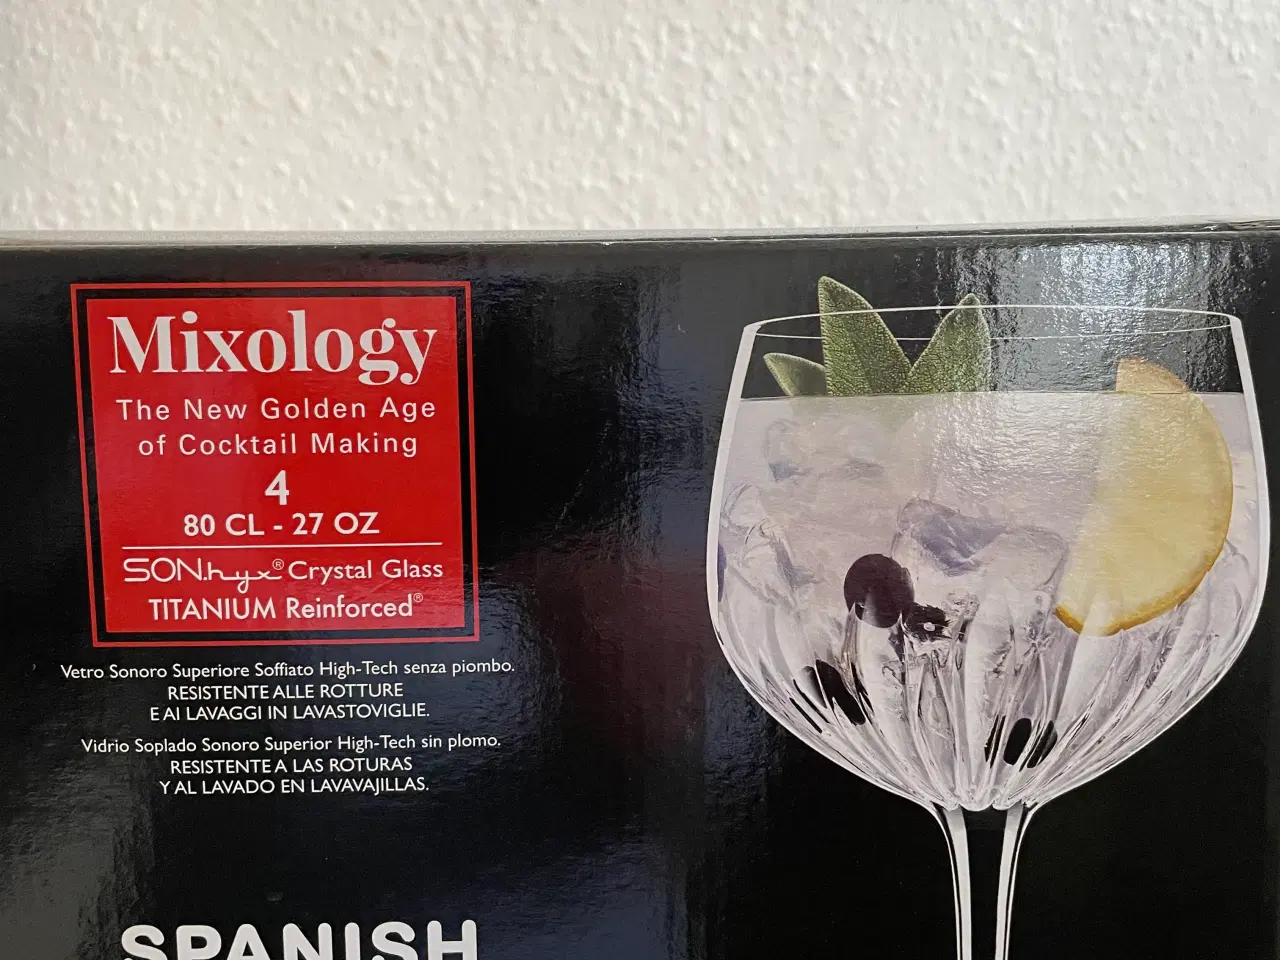 Mixology
The New Golden Age
of Cocktail Making
4
80 CL - 27 OZ
SON.hyx® Crystal Glass
TITANIUM Reinforced®
Vetro Sonoro Superiore Soffiato High-Tech senza piombo.
RESISTENTE ALLE ROTTURE
E AI LAVAGGI IN LAVASTOVIGLIE.
Vidrio Soplado Sonoro Superior High-Tech sin plomo.
RESISTENTE A LAS ROTURAS
Y AL LAVADO EN LAVAVAJILLAS.
SPANISH